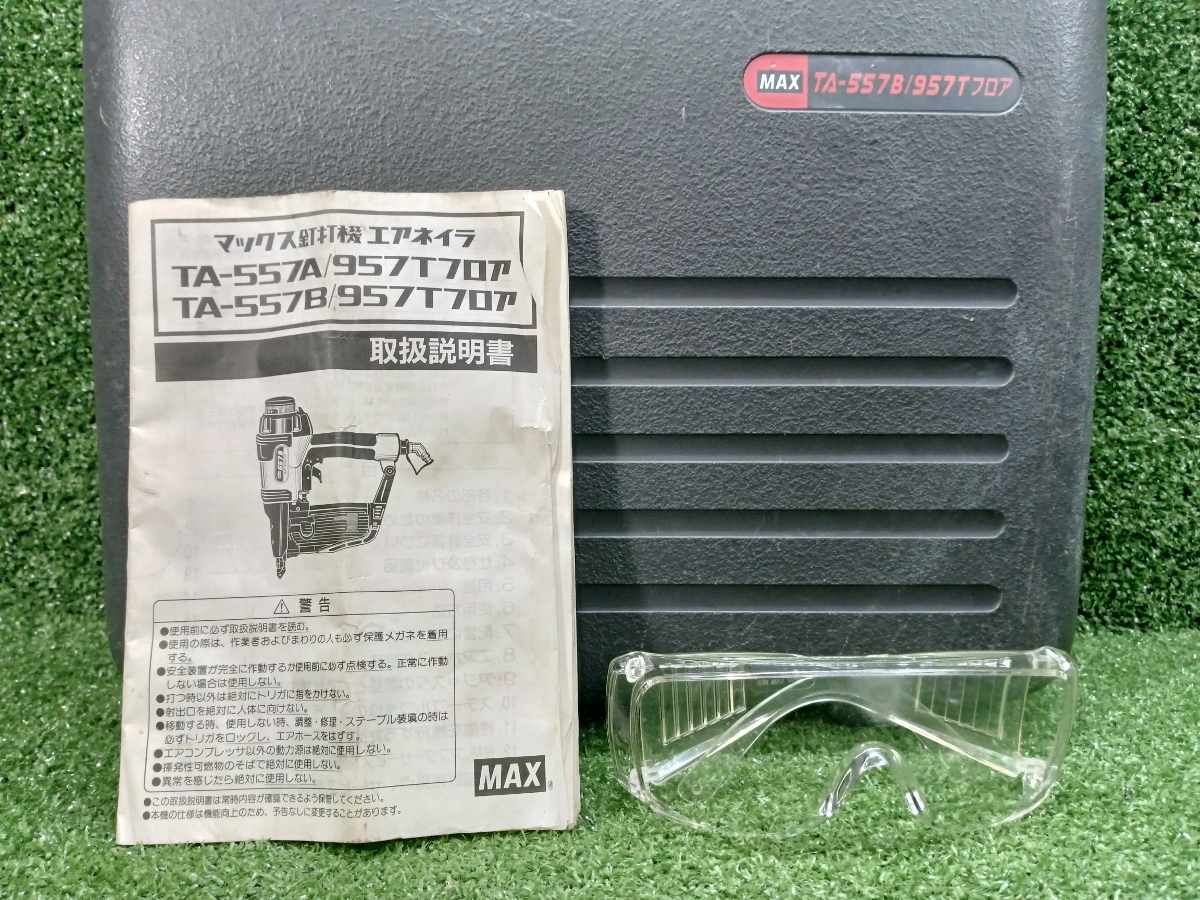 MAX TA-557B/957Tフロア
マックス釘打機 エアネイラ
TA-557A/957Tフロア
TA-557B/957Tフロア
取扱説明書
557
⚠ 警告
●使用前に必ず取扱説明書を読む。
●使用の際は、作業者およびまわりの人も必ず保護メガネを着用
する。
●安全装置が完全に作動するか使用前に必ず点検する。正常に作動
しない場合は使用しない。
●打つ時以外は絶対にトリガに指をかけない。
●射出口を絶対に人体に向けない。
●移動する時、使用しない時、調整・修理・ステープル装填の時は
必ずトリガをロックし、エアホースをはずす。
●エアコンプレッサ以外の動力源は絶対に使用しない。
●揮発性可燃物のそばで絶対に使用しない。
●異常を感じたら絶対に使用しない。
MAX®
●この取扱説明書は常時内容が確認できるよう保管してください。
●本機の仕様は機能向上のため、予告なしに変更することがあります。